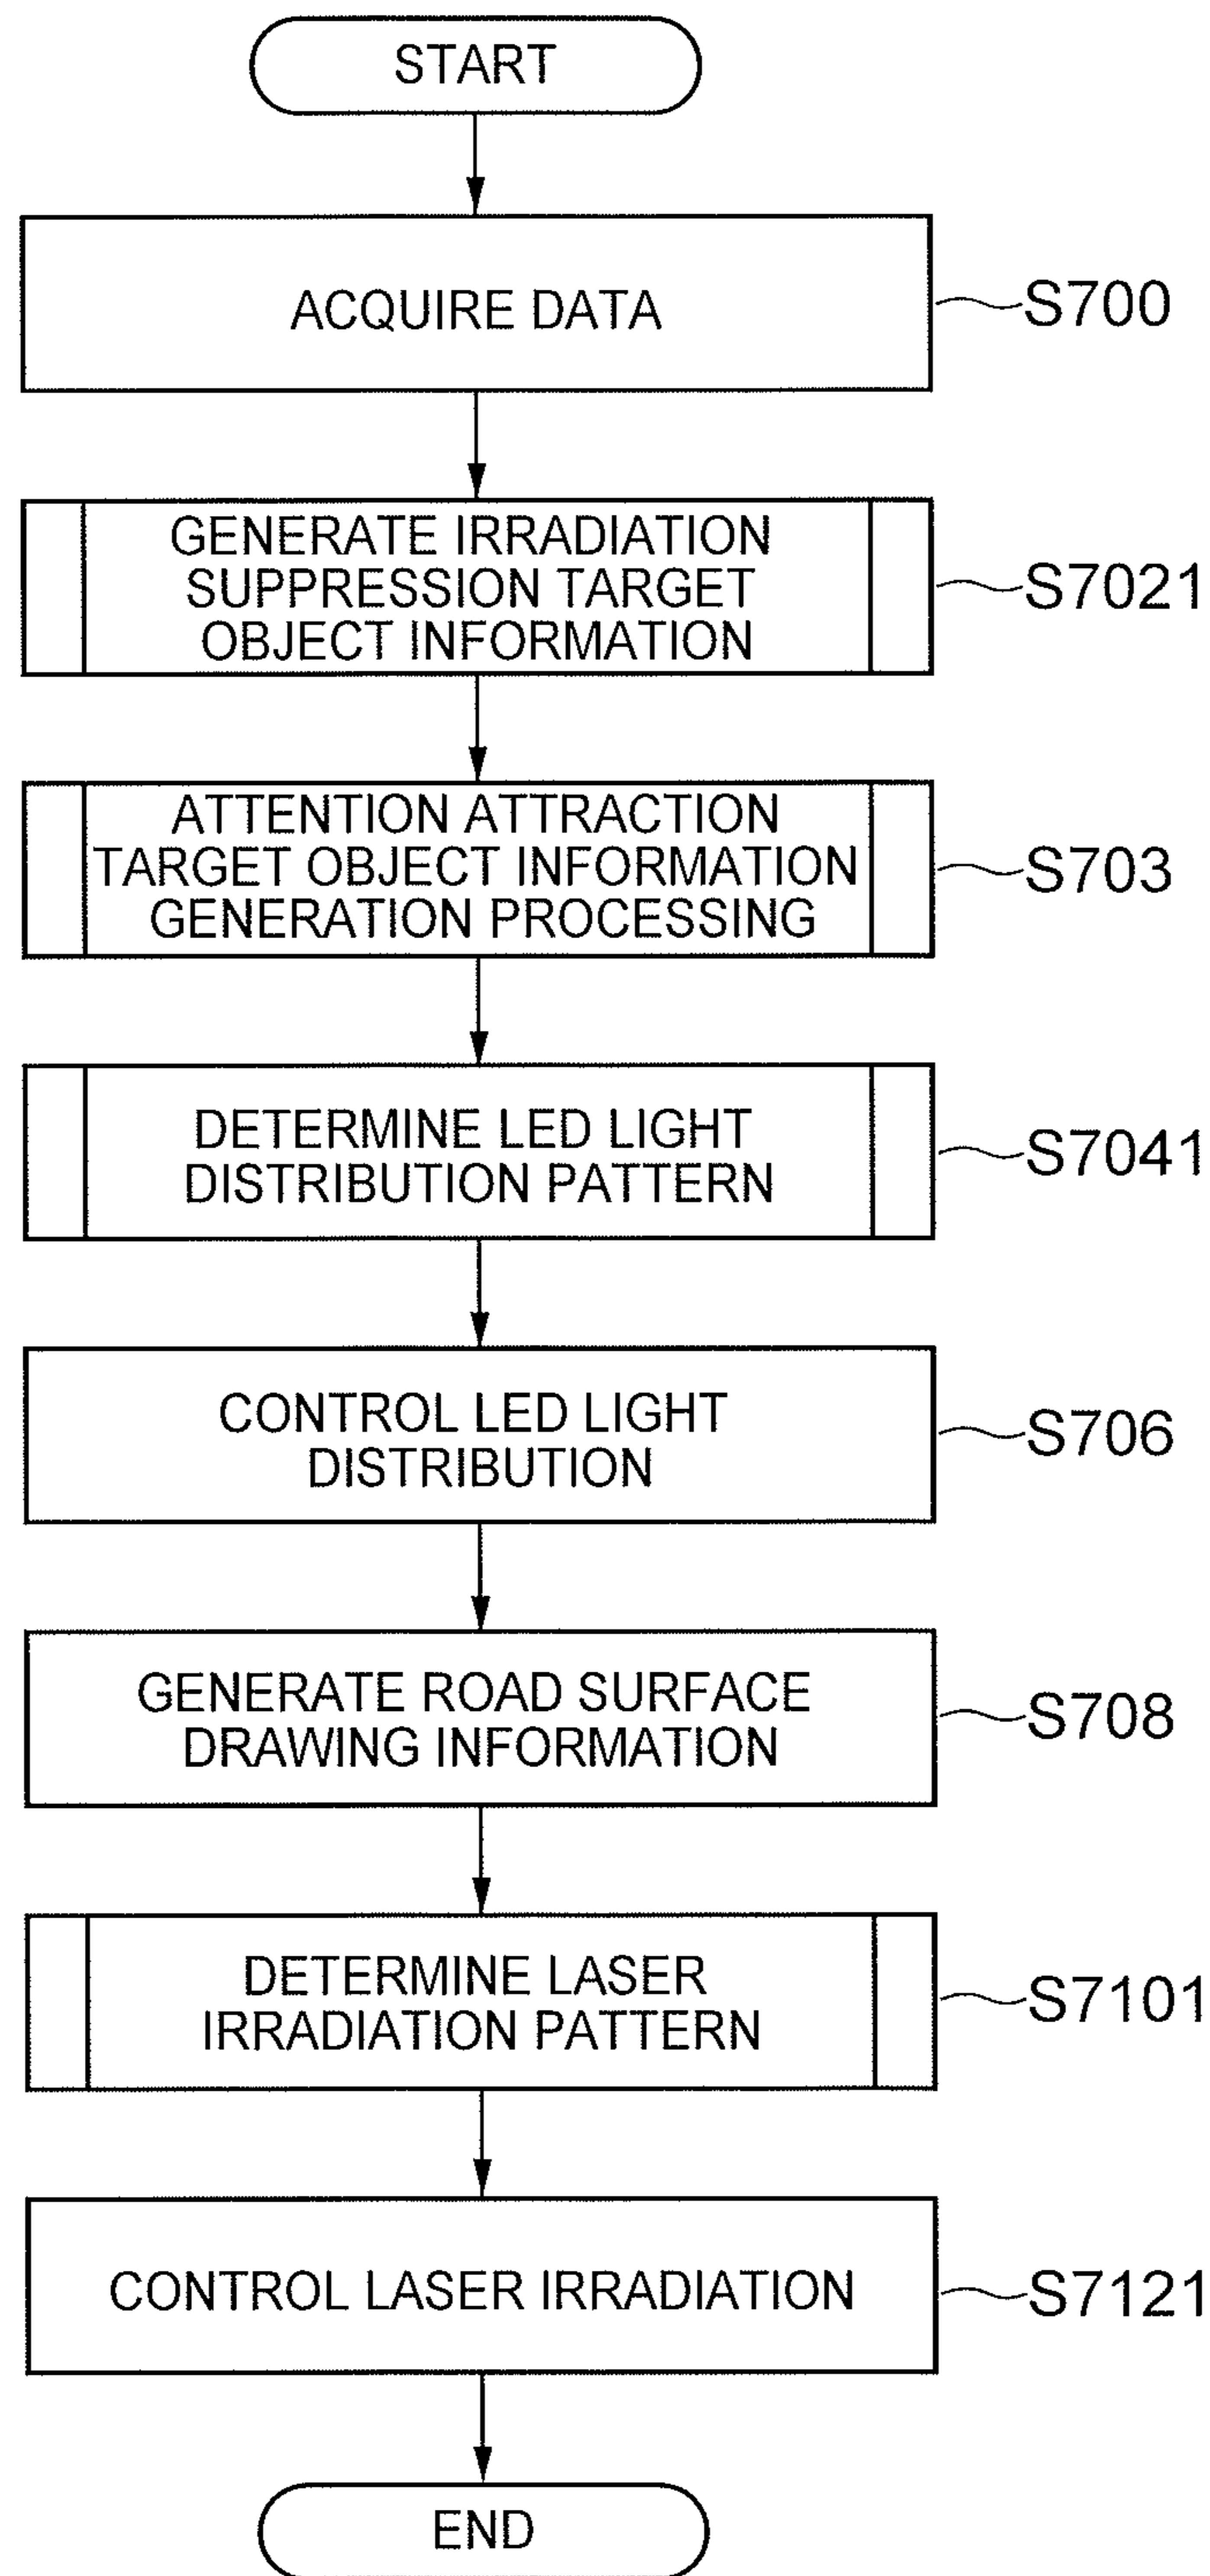 START
ACQUIRE DATA
S700
GENERATE IRRADIATION
SUPPRESSION TARGET
OBJECT INFORMATION
S7021
ATTENTION ATTRACTION
TARGET OBJECT INFORMATION
GENERATION PROCESSING
S703
DETERMINE LED LIGHT
DISTRIBUTION PATTERN
S7041
CONTROL LED LIGHT
DISTRIBUTION
S706
GENERATE ROAD SURFACE
DRAWING INFORMATION
S708
DETERMINE LASER
IRRADIATION PATTERN
S7101
CONTROL LASER IRRADIATION
S7121
END